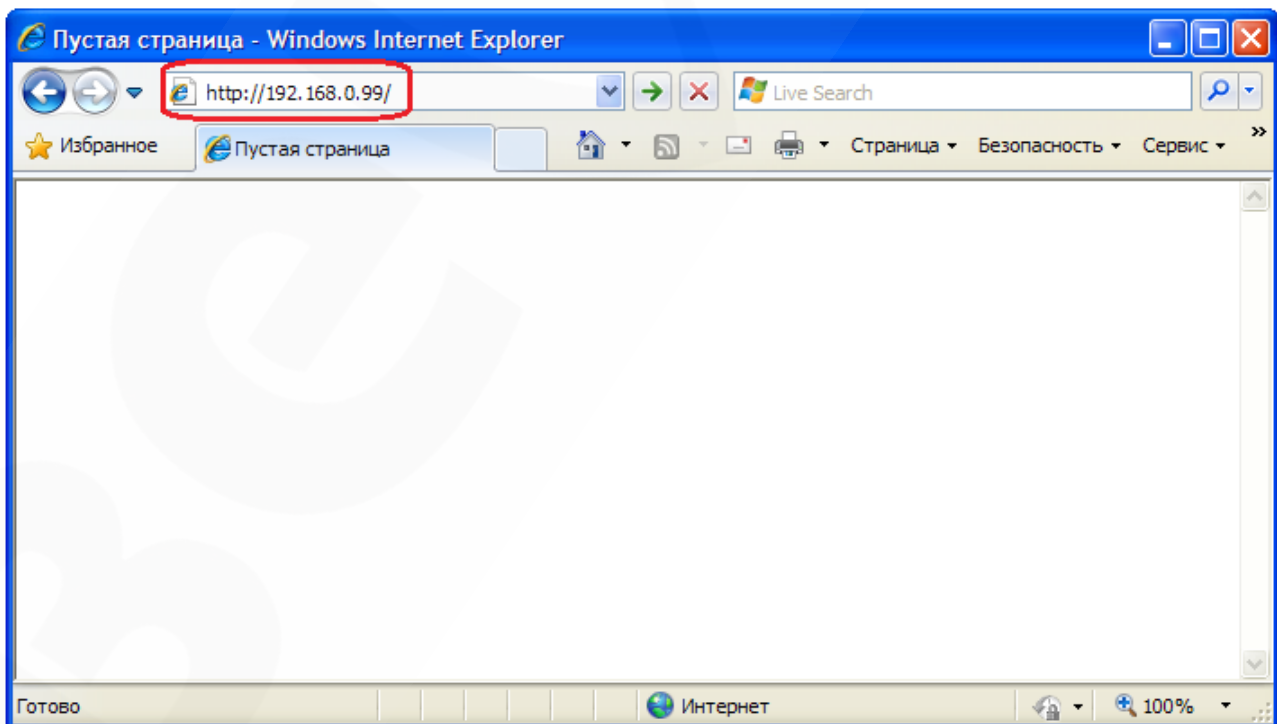 Пустая страница - Windows Internet Explorer
http://192.168.0.99/
Live Search
Избранное
Пустая страница
Страница
Безопасность
Сервис
»
Готово
Интернет
100%